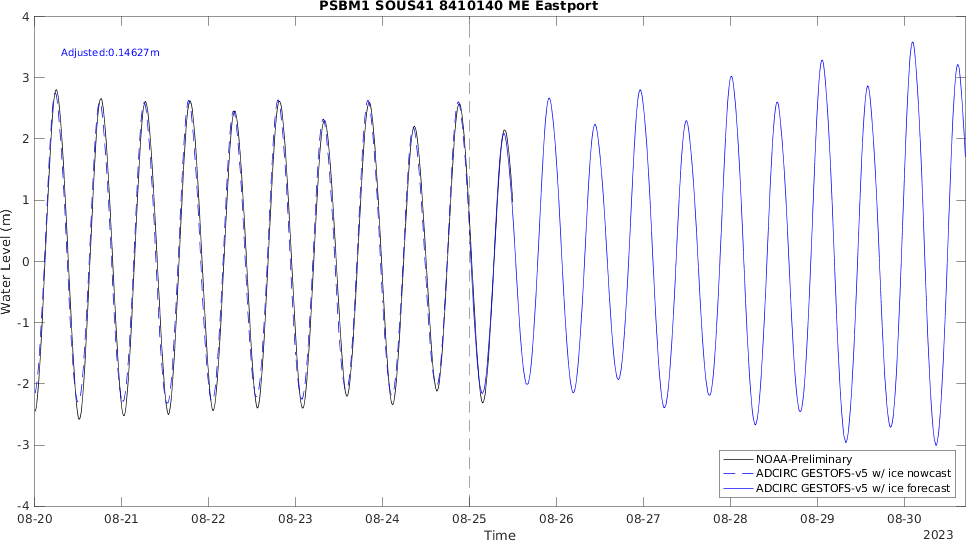 PSBM1 SOUS41 8410140 ME Eastport
Adjusted:0.14627m
Water Level (m)
4
3
2
1
0
-1
-2
-3
-4
NOAA-Preliminary
ADCIRC GESTOFS-v5 w/ ice nowcast
ADCIRC GESTOFS-v5 w/ ice forecast
08-20 08-21 08-22 08-23 08-24 08-25 08-26 08-27 08-28 08-29 08-30
Time
2023